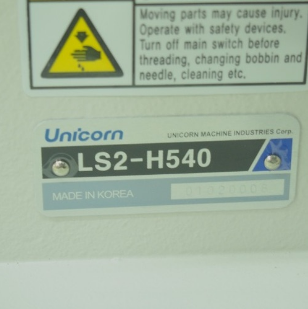 Moving parts may cause injury.
Operate with safety devices.
Turn off main switch before
threading, changing bobbin and
needle, cleaning etc.
Unicorn
UNICORN MACHINE INDUSTRIES Corp.
LS2-H540
MADE IN KOREA